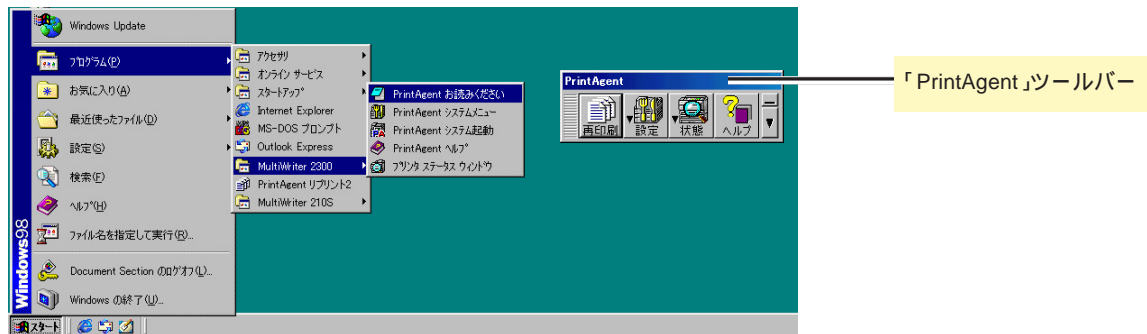 Windows Update
プログラム(P)
お気に入り(A)
最近使ったファイル(D)
設定(S)
検索(F)
ヘルプ(H)
ファイル名を指定して実行(R)...
Document Section のログオフ(L)...
Windows の終了(U)...
Windows98
スタート
アクセサリ
オンライン サービス
スタートアップ
Internet Explorer
MS-DOS プロンプト
Outlook Express
MultiWriter 2300
PrintAgent リプリント2
MultiWriter 210S
PrintAgent お読みください
PrintAgent システムメニュー
PrintAgent システム起動
PrintAgent ヘルプ
プリンタ ステータス ウィンドウ
PrintAgent
再印刷
設定
状態
ヘルプ
「PrintAgent」ツールバー